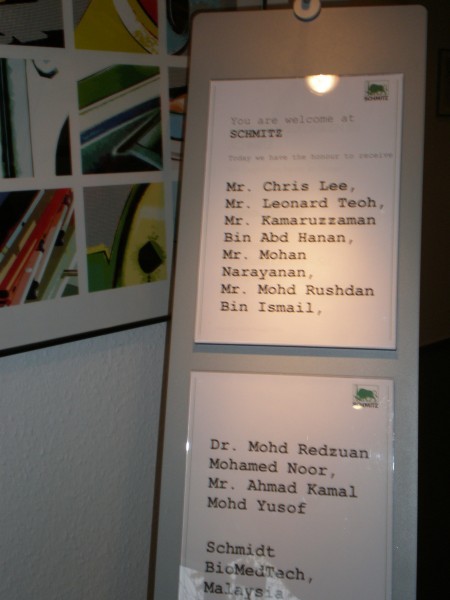 SCHMITZ
You are welcome at
SCHMITZ
Today we have the honour to receive
Mr. Chris Lee,
Mr. Leonard Teoh,
Mr. Kamaruzzaman
Bin Abd Hanan,
Mr. Mohan
Narayanan,
Mr. Mohd Rushdan
Bin Ismail,
SCHMITZ
Dr. Mohd Redzuan
Mohamed Noor,
Mr. Ahmad Kamal
Mohd Yusof
Schmidt
BioMedTech,
Malaysia